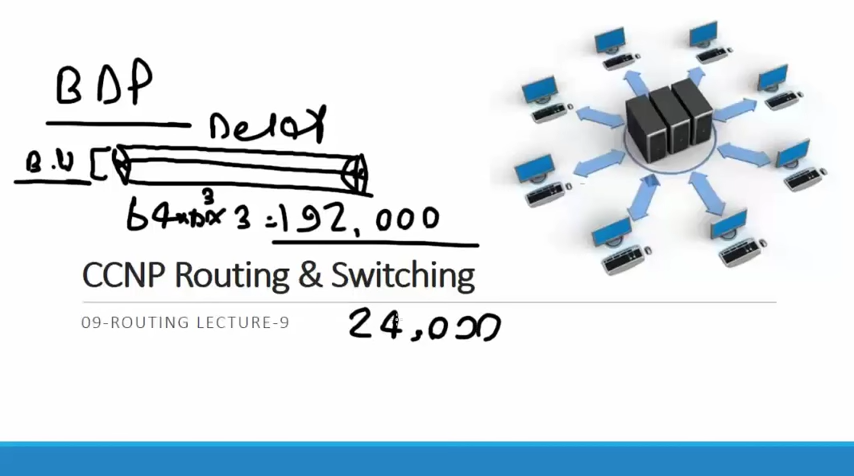 BDP
Delay
B.W
64×10³×3=192,000
CCNP Routing & Switching
09-ROUTING LECTURE-9
24,000